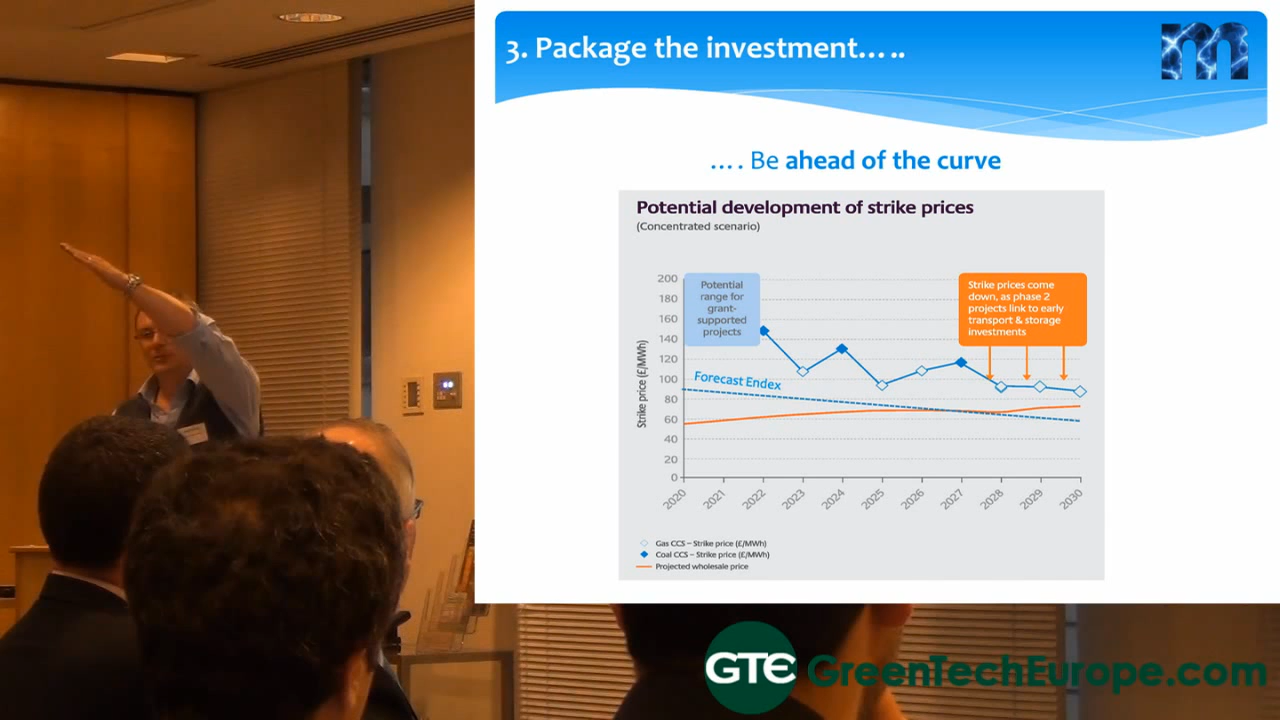 3. Package the investment.....
m
.... Be ahead of the curve
Potential development of strike prices
(Concentrated scenario)
Strike price (£/MWh)
200
180
160
140
120
100
80
60
40
20
0
Potential
range for
grant-
supported
projects
Strike prices come
down, as phase 2
projects link to early
transport & storage
investments
Forecast Endex
2020
2021
2022
2023
2024
2025
2026
2027
2028
2029
2030
Gas CCS – Strike price (£/MWh)
Coal CCS – Strike price (£/MWh)
Projected wholesale price
GTE GreenTechEurope.com